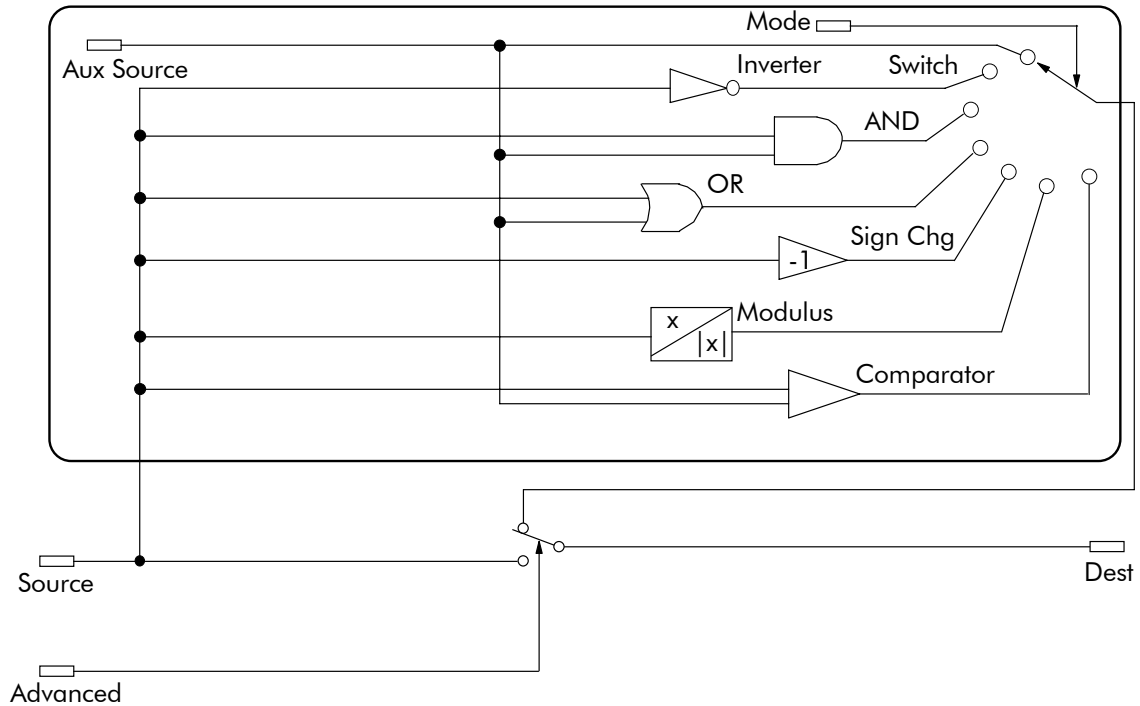 Mode
Aux Source
Inverter
Switch
AND
OR
Sign Chg
-1
Modulus
x
|x|
Comparator
Source
Dest
Advanced